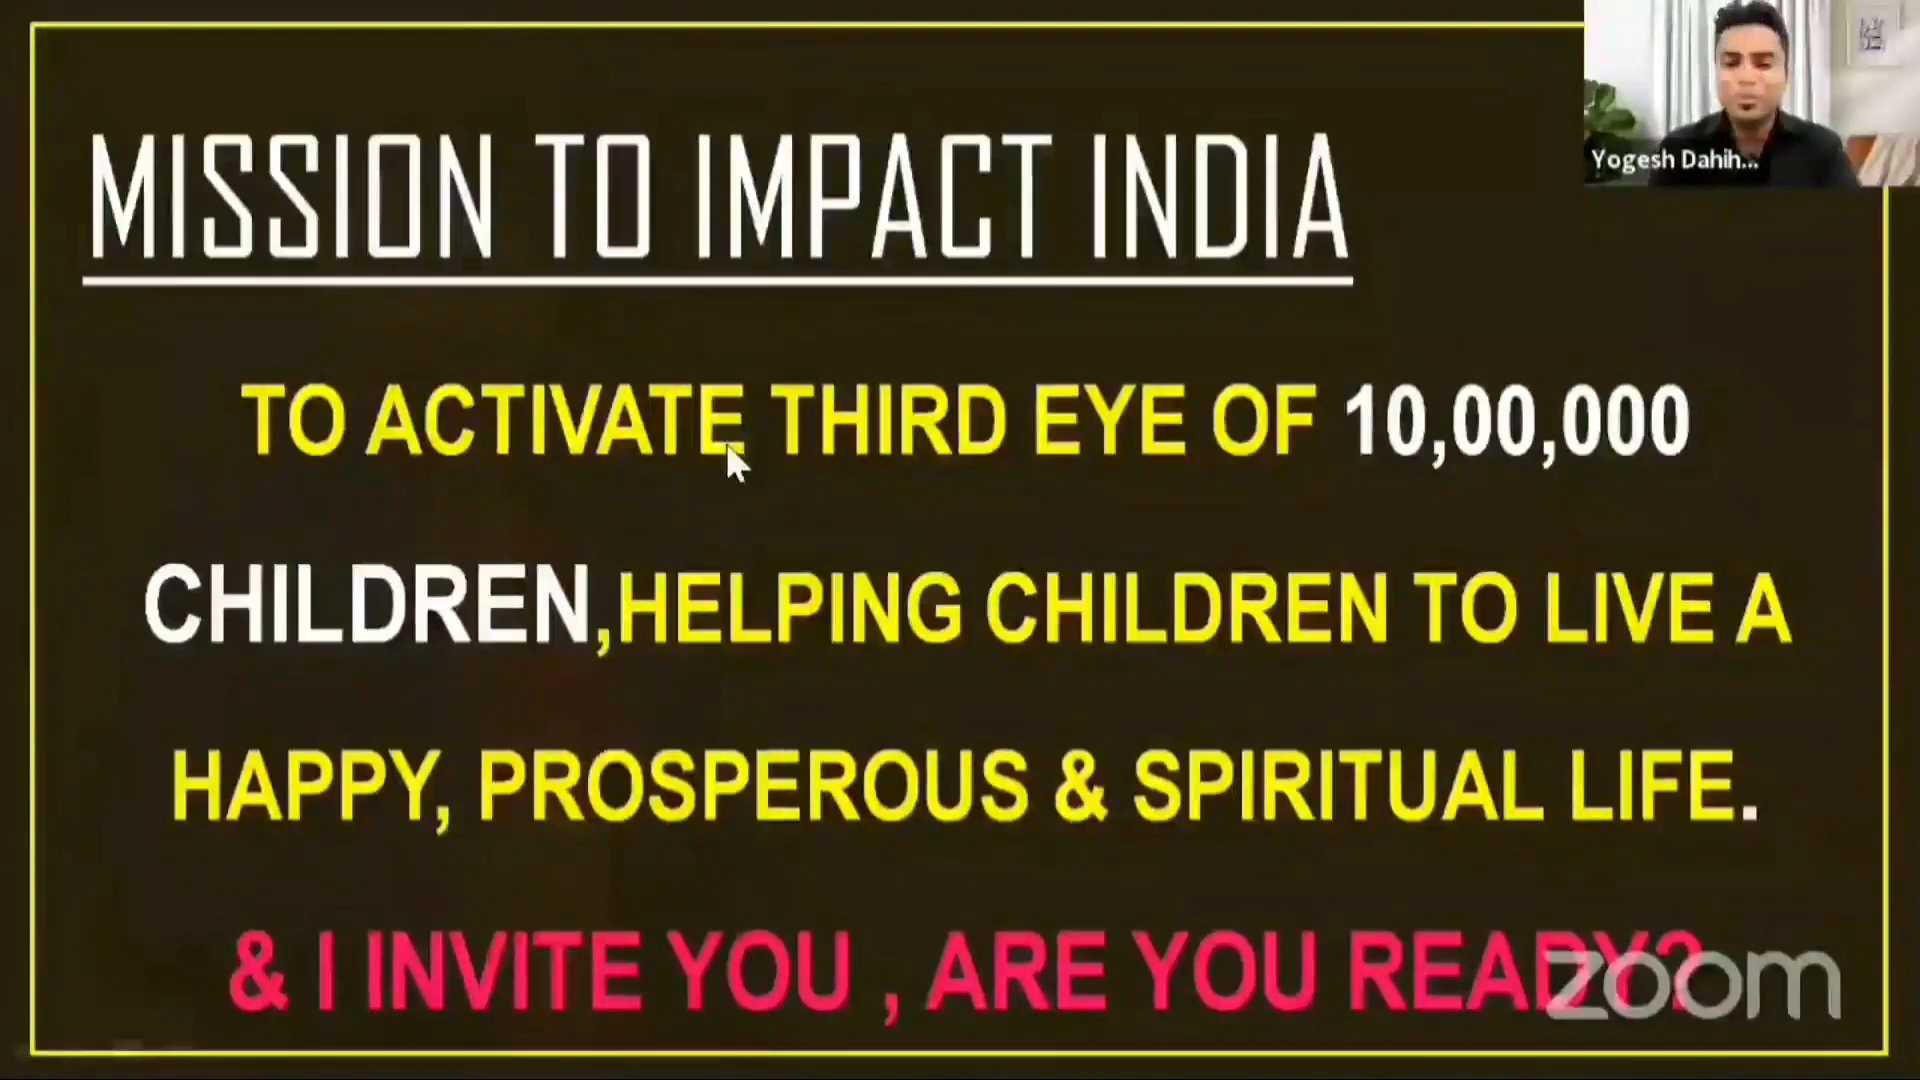 MISSION TO IMPACT INDIA
Yogesh Dahih...
TO ACTIVATE THIRD EYE OF 10,00,000
CHILDREN,HELPING CHILDREN TO LIVE A
HAPPY, PROSPEROUS & SPIRITUAL LIFE.
& I INVITE YOU , ARE YOU READY?
zoom